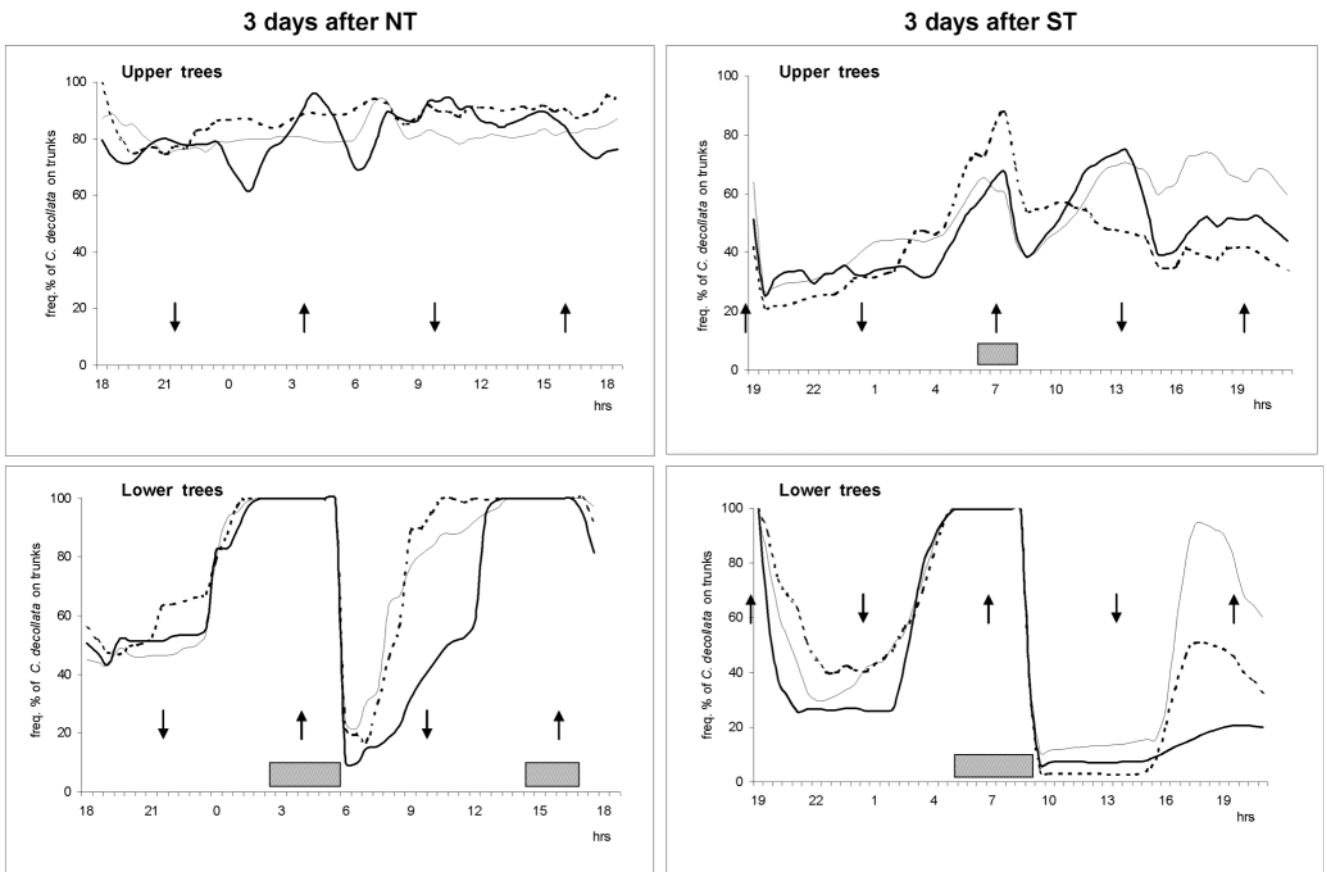 3 days after NT
3 days after ST
Upper trees
freq.% of C. decollata on trunks
100
80
60
40
20
0
18 21 0 3 6 9 12 15 18
hrs
Upper trees
freq. % of C. decollata on trunks
100
80
60
40
20
0
19 22 1 4 7 10 13 16 19
hrs
Lower trees
freq. % of C. decollata on trunks
100
80
60
40
20
0
18 21 0 3 6 9 12 15 18
hrs
Lower trees
freq. % of C. decollata on trunks
100
80
60
40
20
0
19 22 1 4 7 10 13 16 19
hrs